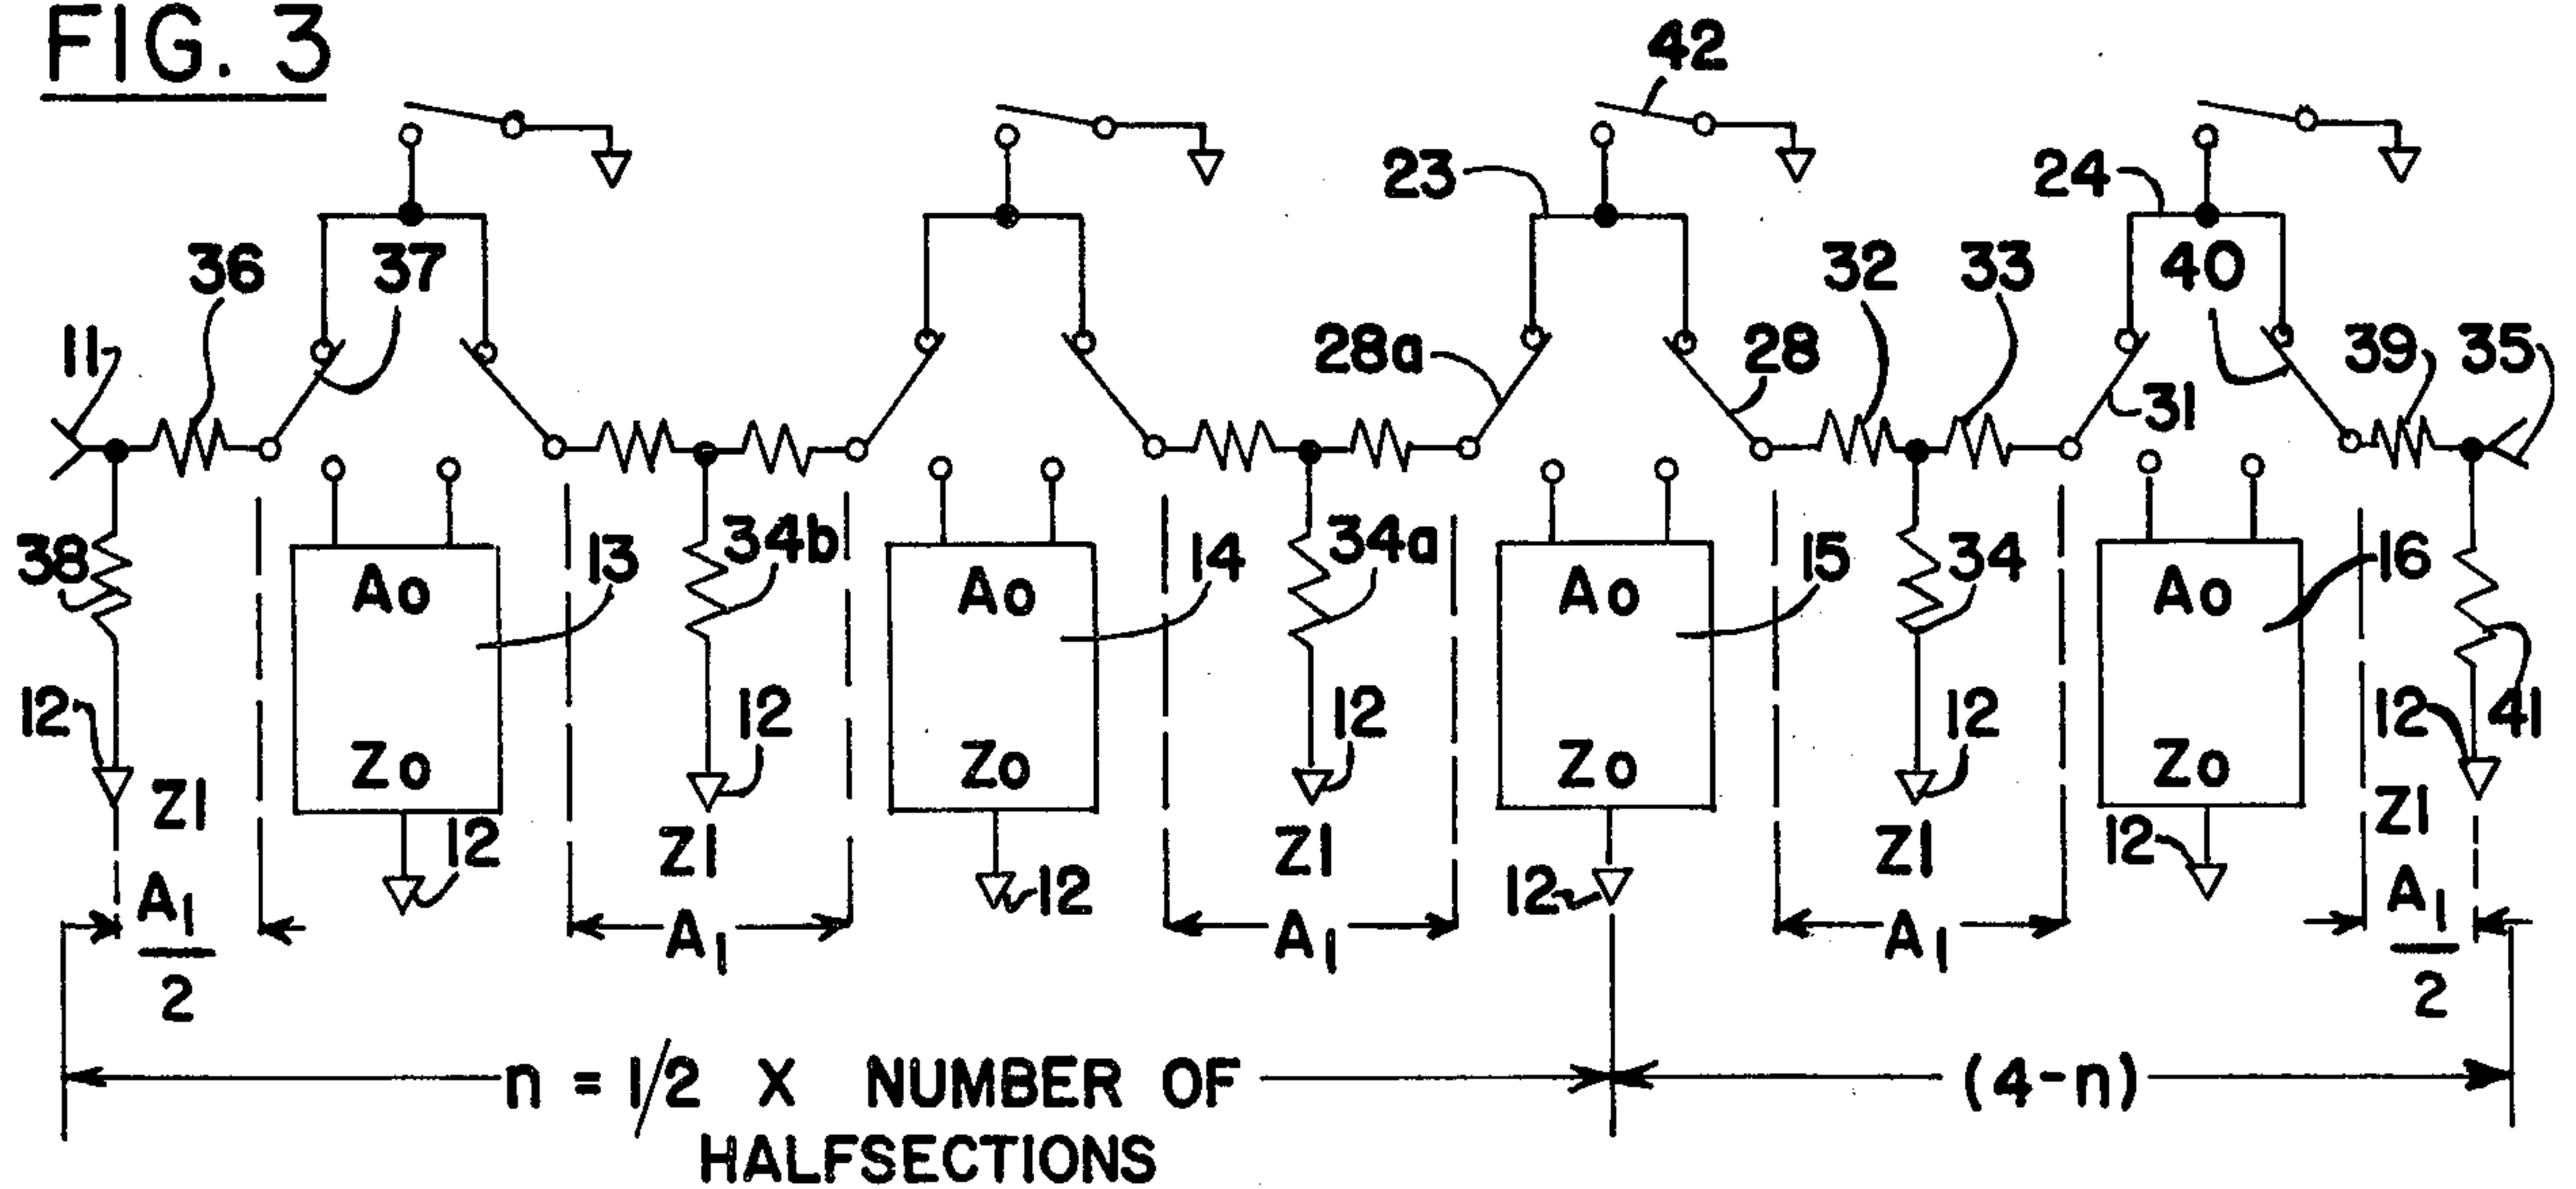 FIG. 3
42
23
24
36
37
32
33
40
11
28a
28
31
39
35
38
34b
34a
34
13
14
15
16
Ao
Ao
Ao
Ao
12
12
12
12
12
41
Zo
Zo
Zo
Zo
Z1
Z1
Z1
Z1
Z1
12
12
12
12
A1/2
A1
A1
A1
A1/2
n = 1/2 X NUMBER OF
HALFSECTIONS
(4-n)